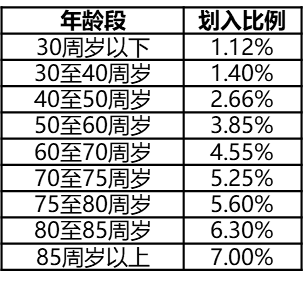 年龄段 划入比例
30周岁以下 1.12%
30至40周岁 1.40%
40至50周岁 2.66%
50至60周岁 3.85%
60至70周岁 4.55%
70至75周岁 5.25%
75至80周岁 5.60%
80至85周岁 6.30%
85周岁以上 7.00%